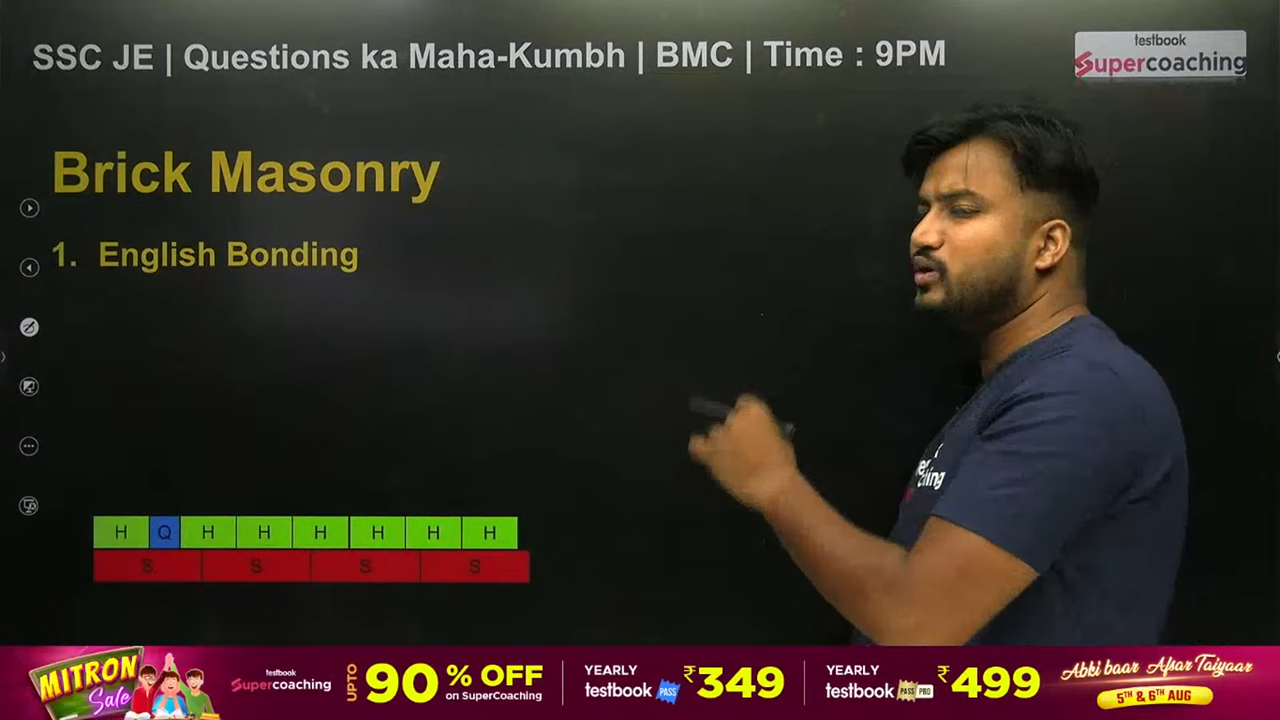 SSC JE | Questions ka Maha-Kumbh | BMC | Time : 9PM
testbook
Supercoaching
Brick Masonry
1. English Bonding
H Q H H H H H H
S S S S
MITRON
Sale
testbook
Supercoaching
UPTO
90
% OFF
on SuperCoaching
YEARLY
testbook PASS
₹349
YEARLY
testbook PASS PRO
₹499
Abki baar Afsar Taiyaar
5TH & 6TH AUG